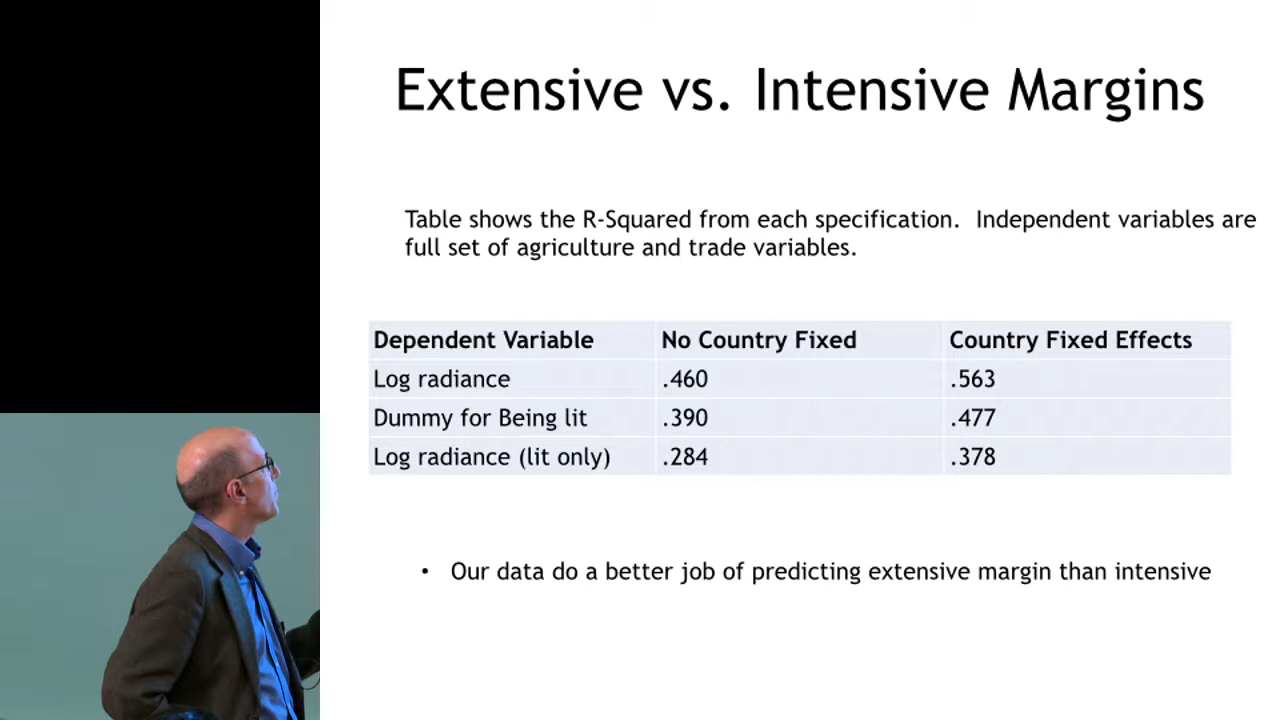 Extensive vs. Intensive Margins
Table shows the R-Squared from each specification. Independent variables are
full set of agriculture and trade variables.
Dependent Variable No Country Fixed Country Fixed Effects
Log radiance .460 .563
Dummy for Being lit .390 .477
Log radiance (lit only) .284 .378
• Our data do a better job of predicting extensive margin than intensive